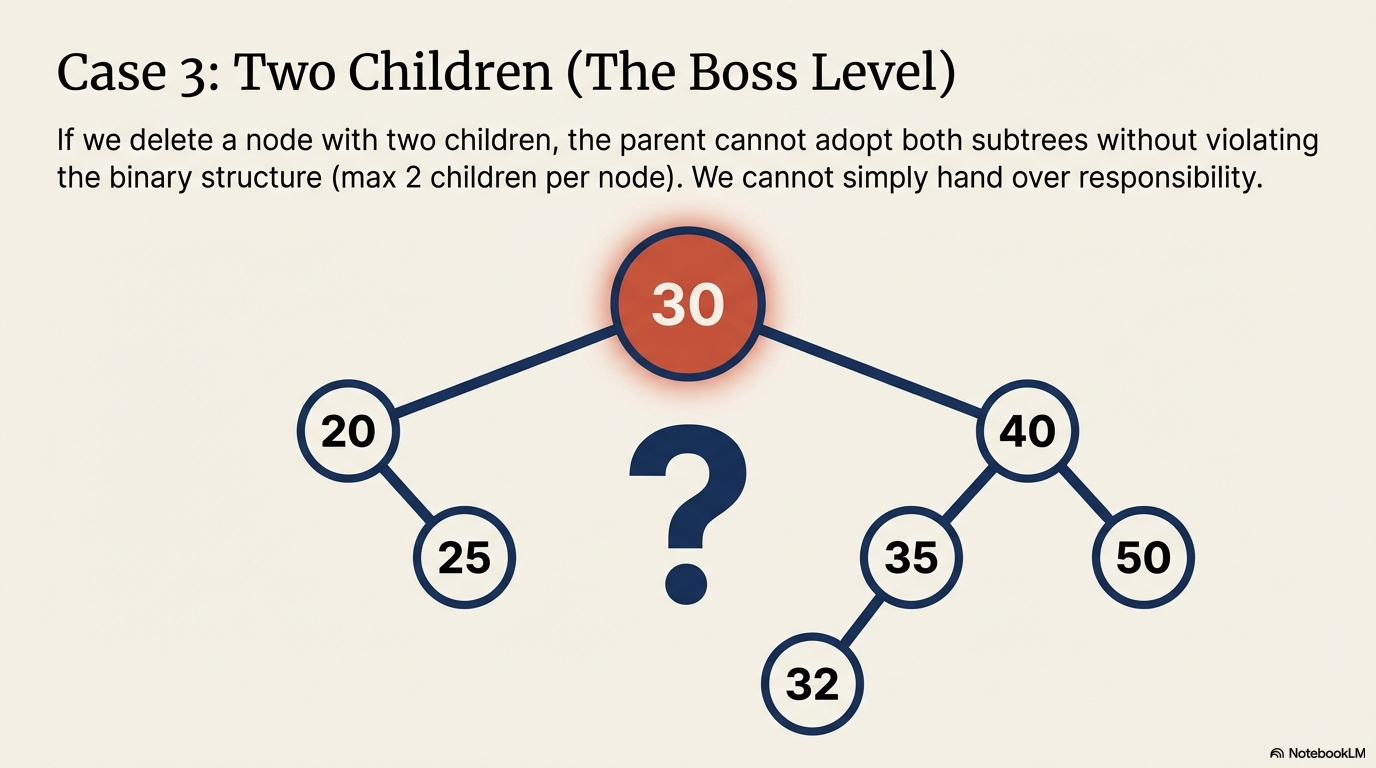 Case 3: Two Children (The Boss Level)
If we delete a node with two children, the parent cannot adopt both subtrees without violating
the binary structure (max 2 children per node). We cannot simply hand over responsibility.
30
20
40
?
25
35
50
32
NotebookLM